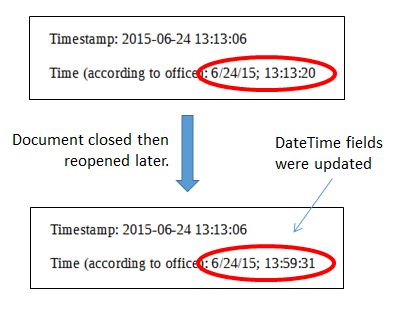 Timestamp: 2015-06-24 13:13:06
Time (according to office): 6/24/15; 13:13:20
Document closed then
reopened later.
DateTime fields
were updated
Timestamp: 2015-06-24 13:13:06
Time (according to office): 6/24/15; 13:59:31